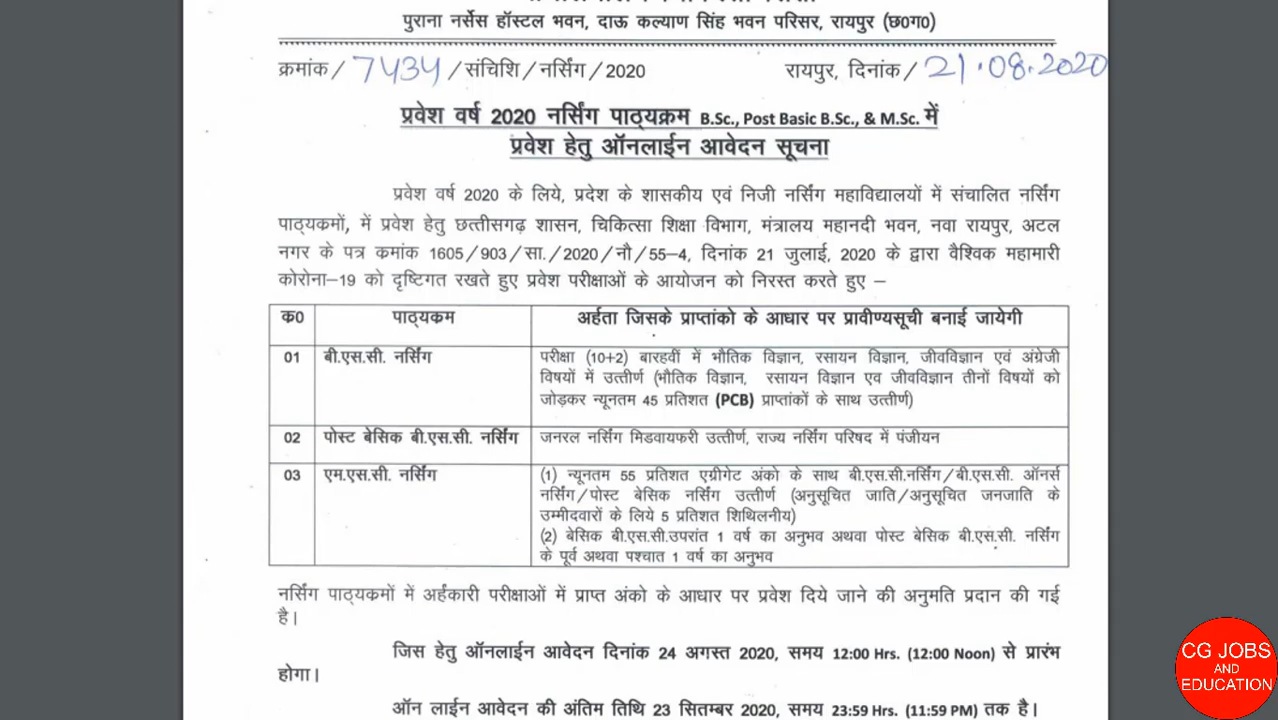 पुराना नर्सेस हॉस्टल भवन, दाऊ कल्याण सिंह भवन परिसर, रायपुर (छ0ग0)
क्रमांक / 7434 / संचिशि / नर्सिंग / 2020 रायपुर, दिनांक / 21.08.2020
प्रवेश वर्ष 2020 नर्सिंग पाठ्यक्रम B.Sc., Post Basic B.Sc., & M.Sc. में
प्रवेश हेतु ऑनलाईन आवेदन सूचना
प्रवेश वर्ष 2020 के लिये, प्रदेश के शासकीय एवं निजी नर्सिंग महाविद्यालयों में संचालित नर्सिंग
पाठ्यकमों, में प्रवेश हेतु छत्तीसगढ़ शासन, चिकित्सा शिक्षा विभाग, मंत्रालय महानदी भवन, नवा रायपुर, अटल
नगर के पत्र कमांक 1605/903/सा./2020/नौ/55-4, दिनांक 21 जुलाई, 2020 के द्वारा वैश्विक महामारी
कोरोना-19 को दृष्टिगत रखते हुए प्रवेश परीक्षाओं के आयोजन को निरस्त करते हुए –
क0 पाठ्यकम अर्हता जिसके प्राप्तांको के आधार पर प्रावीण्यसूची बनाई जायेगी
01 बी.एस.सी. नर्सिंग परीक्षा (10+2) बारहवीं में भौतिक विज्ञान, रसायन विज्ञान, जीवविज्ञान एवं अंग्रेजी
विषयों में उत्तीर्ण (भौतिक विज्ञान, रसायन विज्ञान एव जीवविज्ञान तीनों विषयों को
जोड़कर न्यूनतम 45 प्रतिशत (PCB) प्राप्तांकों के साथ उत्तीर्ण)
02 पोस्ट बेसिक बी.एस.सी. नर्सिंग जनरल नर्सिंग मिडवायफरी उत्तीर्ण, राज्य नर्सिंग परिषद में पंजीयन
03 एम.एस.सी. नर्सिंग (1) न्यूनतम 55 प्रतिशत एग्रीगेट अंको के साथ बी.एस.सी.नर्सिंग/बी.एस.सी. ऑनर्स
नर्सिंग/पोस्ट बेसिक नर्सिंग उत्तीर्ण (अनुसूचित जाति/अनुसूचित जनजाति के
उम्मीदवारों के लिये 5 प्रतिशत शिथिलनीय)
(2) बेसिक बी.एस.सी.उपरांत 1 वर्ष का अनुभव अथवा पोस्ट बेसिक बी.एस.सी. नर्सिंग
के पूर्व अथवा पश्चात 1 वर्ष का अनुभव
नर्सिंग पाठ्यकमों में अर्हकारी परीक्षाओं में प्राप्त अंको के आधार पर प्रवेश दिये जाने की अनुमति प्रदान की गई
है।
जिस हेतु ऑनलाईन आवेदन दिनांक 24 अगस्त 2020, समय 12:00 Hrs. (12:00 Noon) से प्रारंभ
होगा।
ऑन लाईन आवेदन की अंतिम तिथि 23 सितम्बर 2020, समय 23:59 Hrs. (11:59 PM) तक है।
CG JOBS
AND
EDUCATION